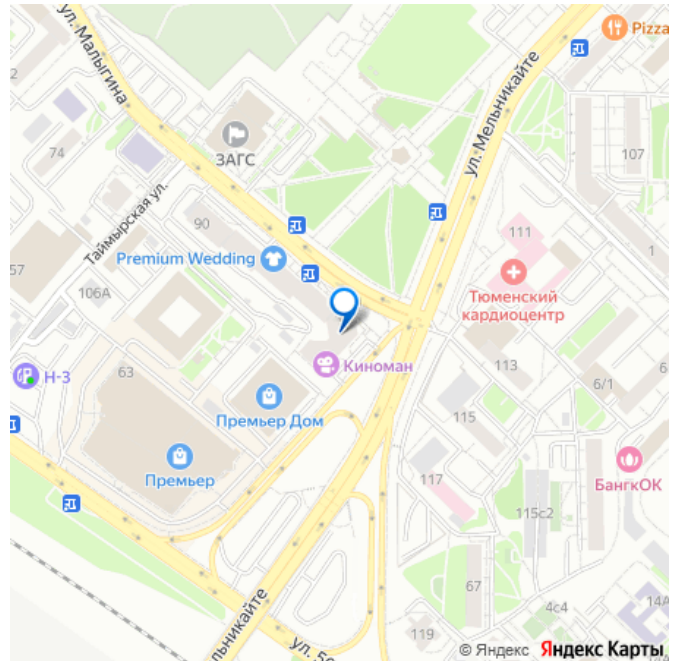 ул. Малыгина
Pizza
2
ул. Мельникайте
ЗАГС
74
107
Таймырская ул.
90
111
1
Premium Wedding
Тюменский
кардиоцентр
57
106А
Киноман
113
Н-3
63
6/1
6
115
Премьер Дом
БангкОК
117
Премьер
115с2
67
14А
4с4
119
льникайте
ул. 50
© Яндекс Яндекс Карты